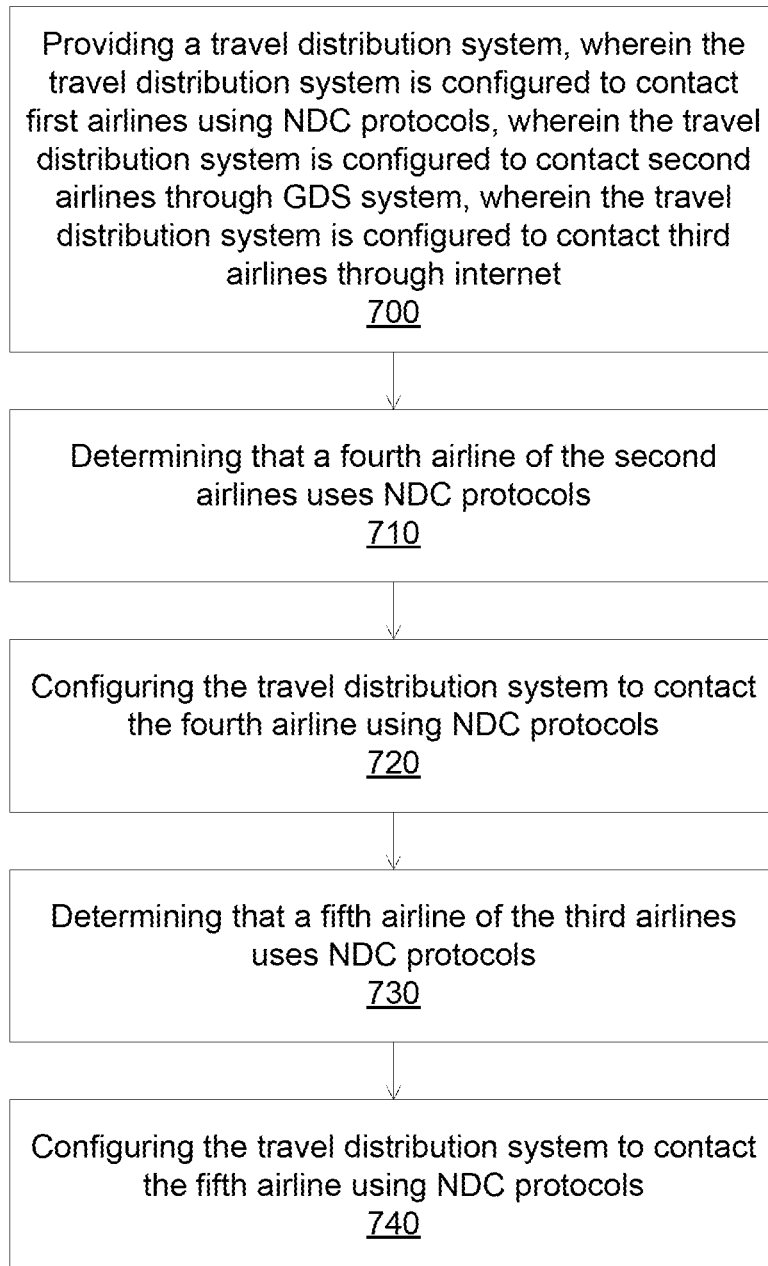 Providing a travel distribution system, wherein the
travel distribution system is configured to contact
first airlines using NDC protocols, wherein the travel
distribution system is configured to contact second
airlines through GDS system, wherein the travel
distribution system is configured to contact third
airlines through internet
700
Determining that a fourth airline of the second
airlines uses NDC protocols
710
Configuring the travel distribution system to contact
the fourth airline using NDC protocols
720
Determining that a fifth airline of the third airlines
uses NDC protocols
730
Configuring the travel distribution system to contact
the fifth airline using NDC protocols
740